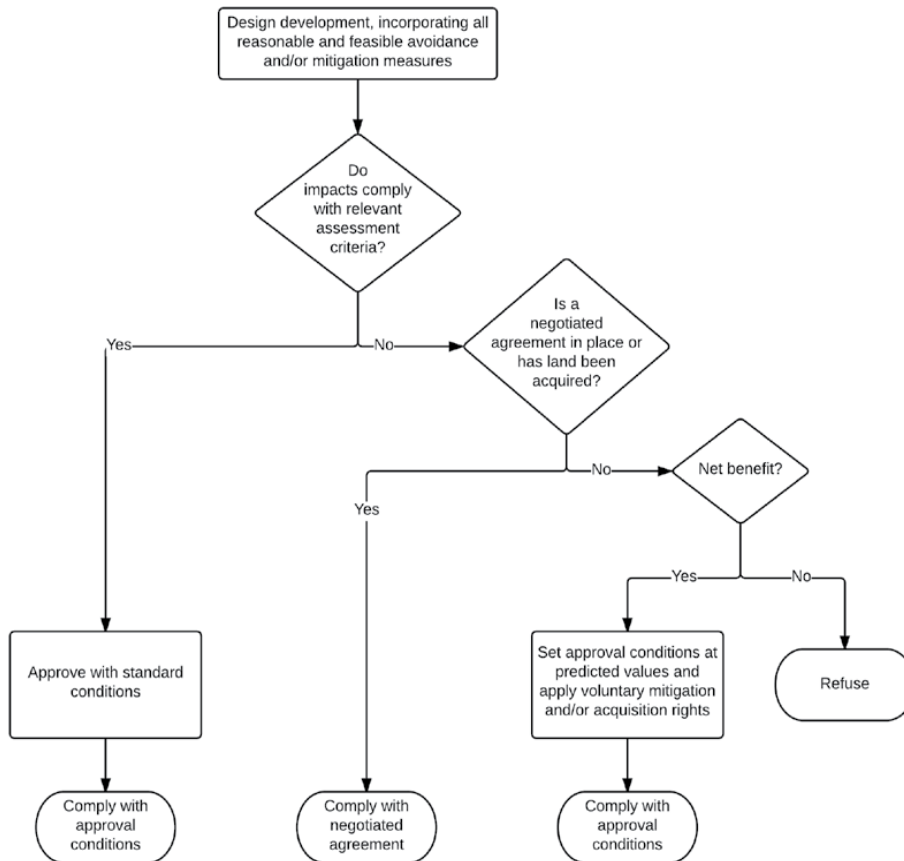 Design development, incorporating all
reasonable and feasible avoidance
and/or mitigation measures
Do
impacts comply
with relevant
assessment
criteria?
Yes
No
Is a
negotiated
agreement in place or
has land been
acquired?
Yes
No
Net benefit?
Yes
No
Approve with standard
conditions
Set approval conditions at
predicted values and
apply voluntary mitigation
and/or acquisition rights
Refuse
Comply with
approval
conditions
Comply with
negotiated
agreement
Comply with
approval
conditions